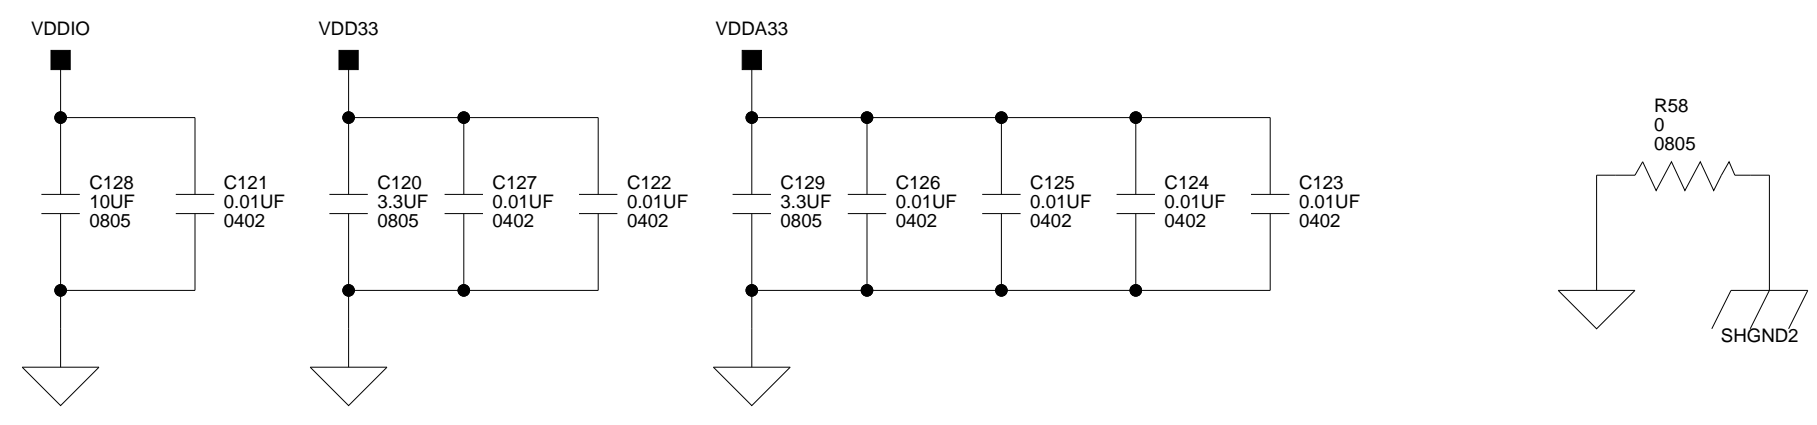 VDDIO
VDD33
VDDA33
C128
10UF
0805
C121
0.01UF
0402
C120
3.3UF
0805
C127
0.01UF
0402
C122
0.01UF
0402
C129
3.3UF
0805
C126
0.01UF
0402
C125
0.01UF
0402
C124
0.01UF
0402
C123
0.01UF
0402
R58
0
0805
SHGND2